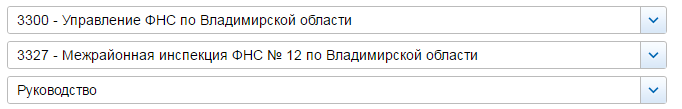 3300 - Управление ФНС по Владимирской области
3327 - Межрайонная инспекция ФНС № 12 по Владимирской области
Руководство